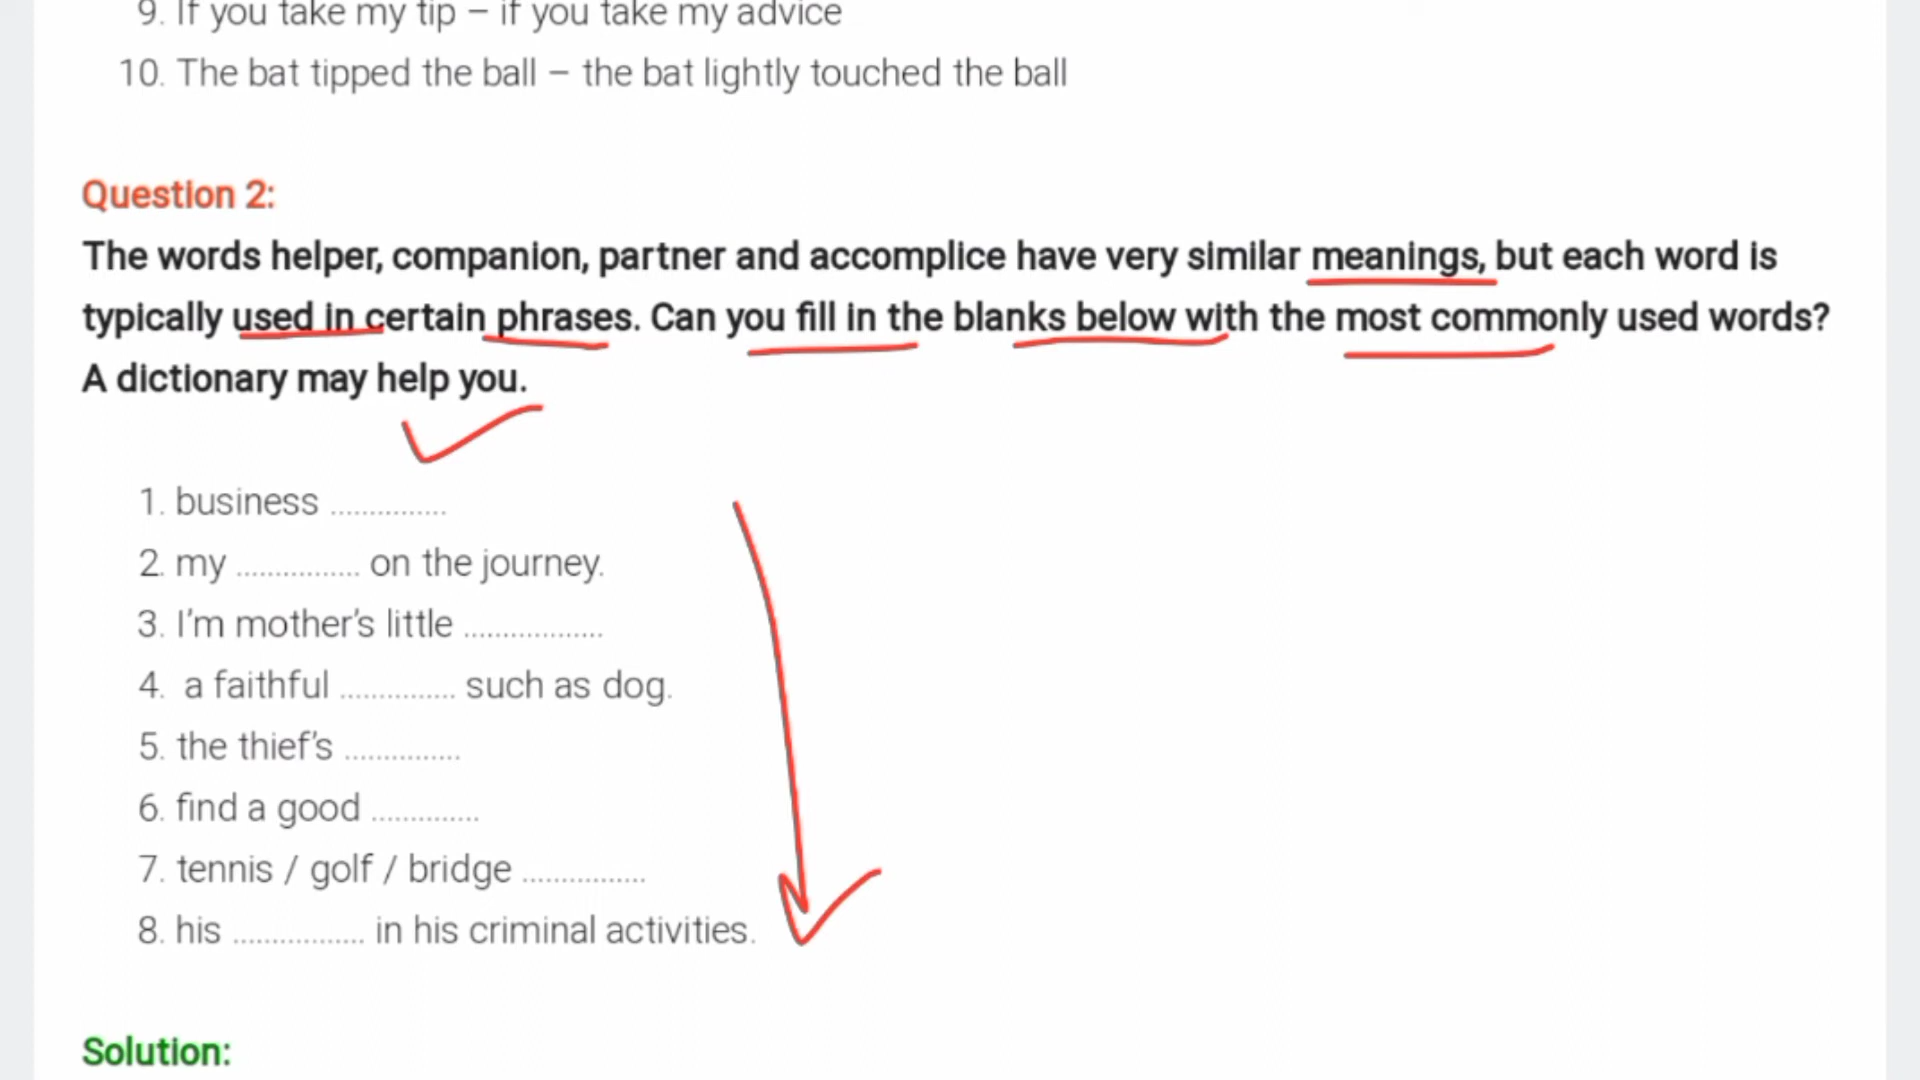 9. If you take my tip – if you take my advice
10. The bat tipped the ball – the bat lightly touched the ball
Question 2:
The words helper, companion, partner and accomplice have very similar meanings, but each word is
typically used in certain phrases. Can you fill in the blanks below with the most commonly used words?
A dictionary may help you.
1. business ...............
2. my ................ on the journey.
3. I’m mother’s little ..................
4. a faithful ............... such as dog.
5. the thief’s ...............
6. find a good ..............
7. tennis / golf / bridge ................
8. his ................. in his criminal activities.
Solution: